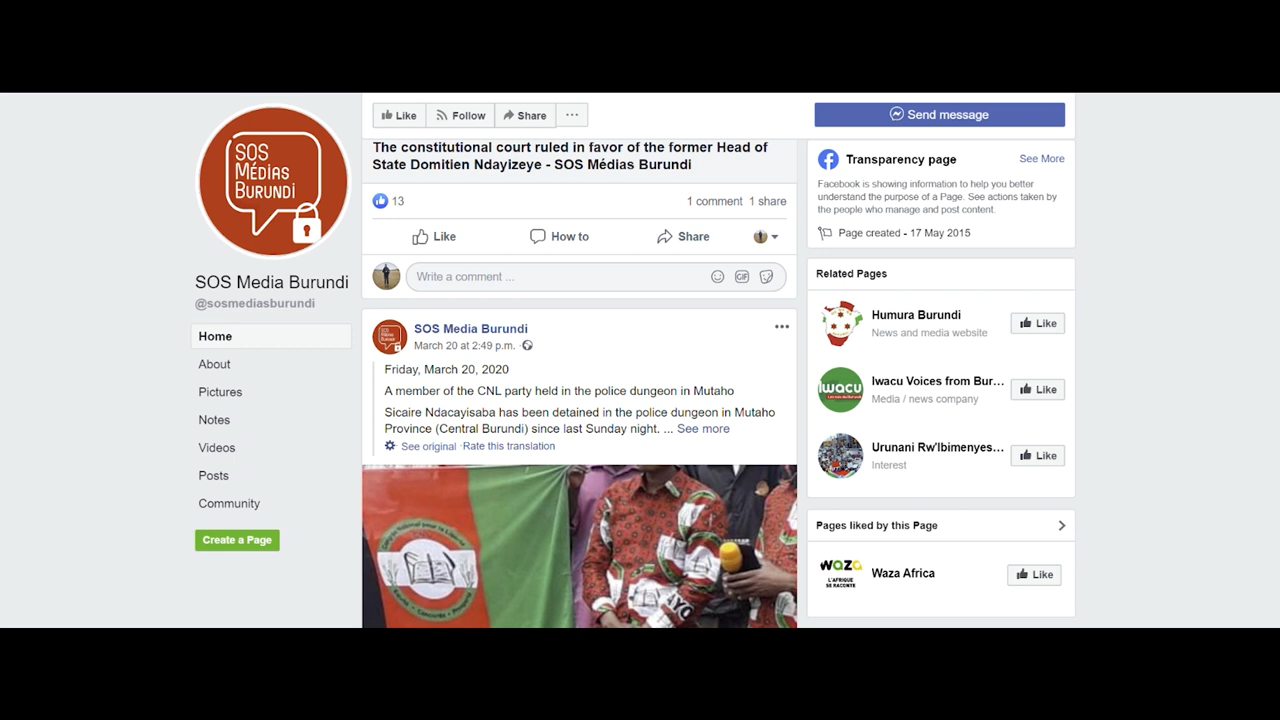 SOS
MÉDIAS
BURUNDI
SOS Media Burundi
@sosmediasburundi
Home
About
Pictures
Notes
Videos
Posts
Community
Create a Page
Like
Follow
Share
Send message
The constitutional court ruled in favor of the former Head of
State Domitien Ndayizeye - SOS Médias Burundi
13
1 comment 1 share
Like
How to
Share
Write a comment ...
GIF
SOS Media Burundi
March 20 at 2:49 p.m. ·
Friday, March 20, 2020
A member of the CNL party held in the police dungeon in Mutaho
Sicaire Ndacayisaba has been detained in the police dungeon in Mutaho
Province (Central Burundi) since last Sunday night. ... See more
See original · Rate this translation
Transparency page
See More
Facebook is showing information to help you better
understand the purpose of a Page. See actions taken by
the people who manage and post content.
Page created - 17 May 2015
Related Pages
Humura Burundi
News and media website
Like
Iwacu
Iwacu Voices from Bur...
Media / news company
Like
Urunani Rw'Ibimenyes...
Interest
Like
Pages liked by this Page
WAZA
L'AFRIQUE
SE RACONTE
Waza Africa
Like